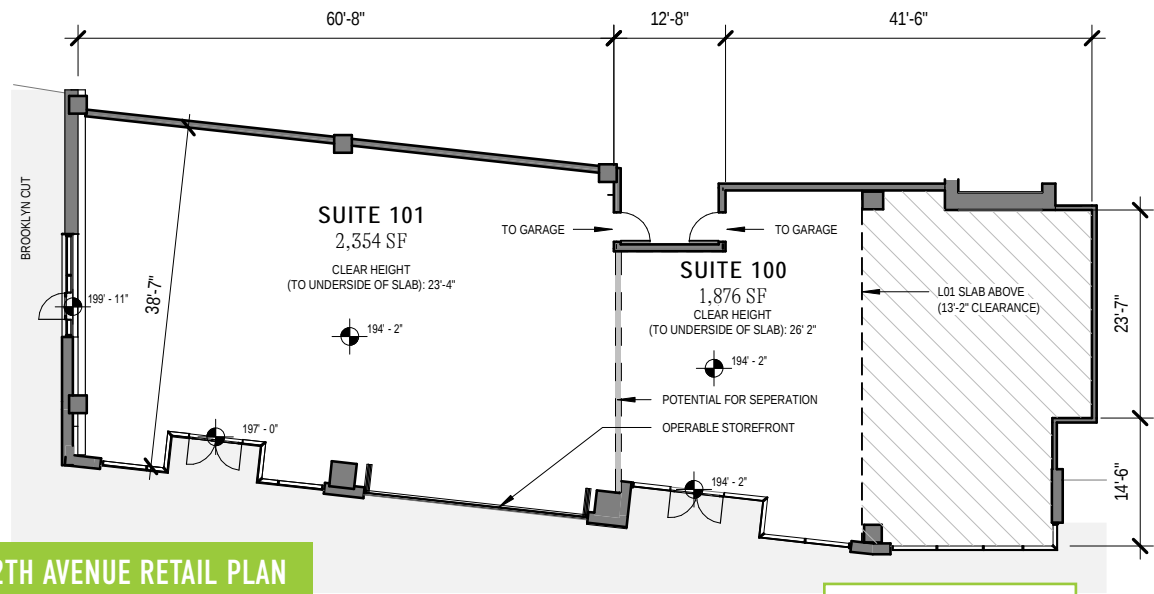 60'-8" 12'-8" 41'-6"
BROOKLYN CUT
38'-7"
SUITE 101
2,354 SF
CLEAR HEIGHT
(TO UNDERSIDE OF SLAB): 23'-4"
199' - 11"
194' - 2"
197' - 0"
TO GARAGE
TO GARAGE
SUITE 100
1,876 SF
CLEAR HEIGHT
(TO UNDERSIDE OF SLAB): 26' 2"
194' - 2"
L01 SLAB ABOVE
(13'-2" CLEARANCE)
23'-7"
POTENTIAL FOR SEPERATION
OPERABLE STOREFRONT
194' - 2"
14'-6"
2TH AVENUE RETAIL PLAN